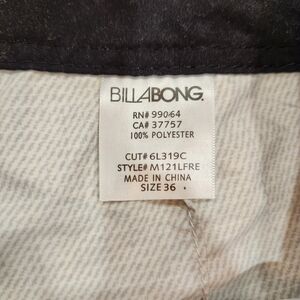 BILLABONG
RN# 99064
CA# 37757
100% POLYESTER
CUT# 6L319C
STYLE# M121LFRE
MADE IN CHINA
SIZE 36